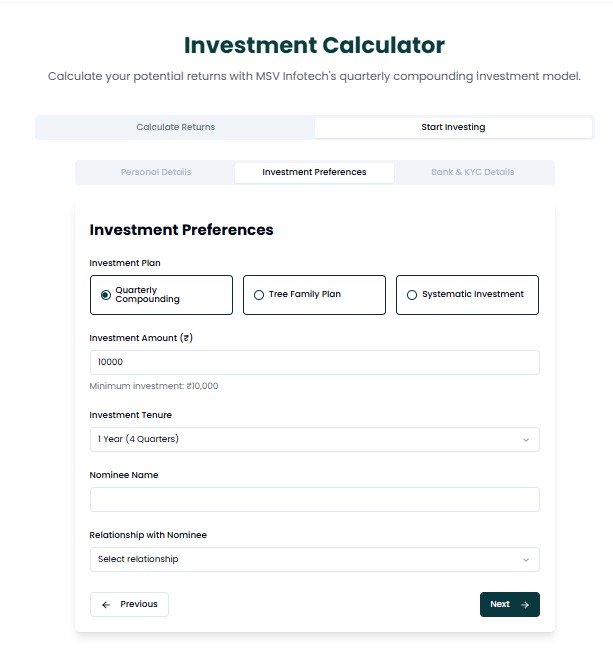 Investment Calculator
Calculate your potential returns with MSV Infotech's quarterly compounding investment model.
Calculate Returns
Start Investing
Personal Details
Investment Preferences
Bank & KYC Details
Investment Preferences
Investment Plan
Quarterly
Compounding
Tree Family Plan
Systematic Investment
Investment Amount (₹)
10000
Minimum investment: ₹10,000
Investment Tenure
1 Year (4 Quarters)
Nominee Name
Relationship with Nominee
Select relationship
Previous
Next